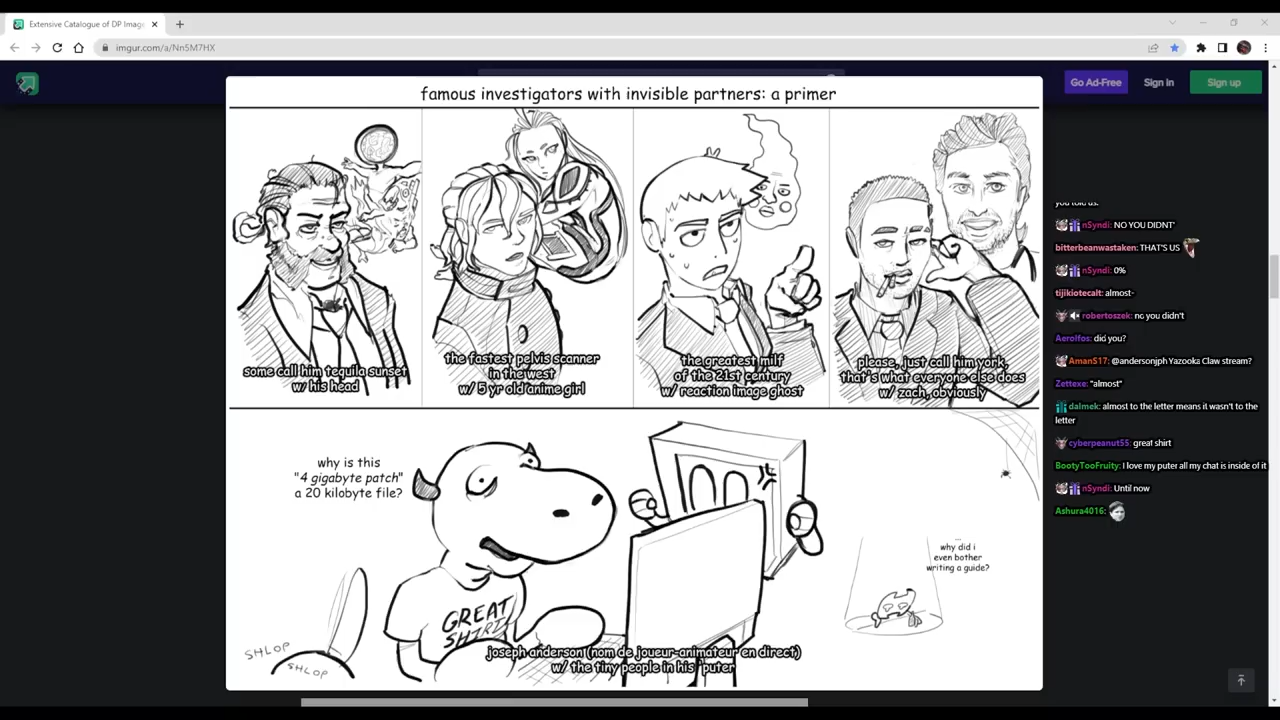 Extensive Catalogue of DP Imag
imgur.com/a/Nn5M7HX
Go Ad-Free
Sign in
Sign up
famous investigators with invisible partners: a primer
some call him tequila sunset
w/ his head
the fastest pelvis scanner
in the west
w/ 5 yr old anime girl
the greatest milf
of the 21st century
w/ reaction image ghost
please, just call him york,
that's what everyone else does
w/ zach, obviously
why is this
"4 gigabyte patch"
a 20 kilobyte file?
GREAT
SHIRT
SHLOP
SHLOP
...
why did i
even bother
writing a guide?
joseph anderson (nom de joueur-animateur en direct)
w/ the tiny people in his 'puter
you told us.
nSyndi: NO YOU DIDNT'
bitterbeanwastaken: THAT'S US
nSyndi: 0%
tijikiotecalt: almost-
robertoszek: no you didn't
Aerolfos: did you?
AmanS17: @andersonjph Yazooka Claw stream?
Zettexe: "almost"
dalmek: almost to the letter means it wasn't to the
letter
cyberpeanut55: great shirt
BootyTooFruity: I love my puter all my chat is inside of it
nSyndi: Until now
Ashura4016: